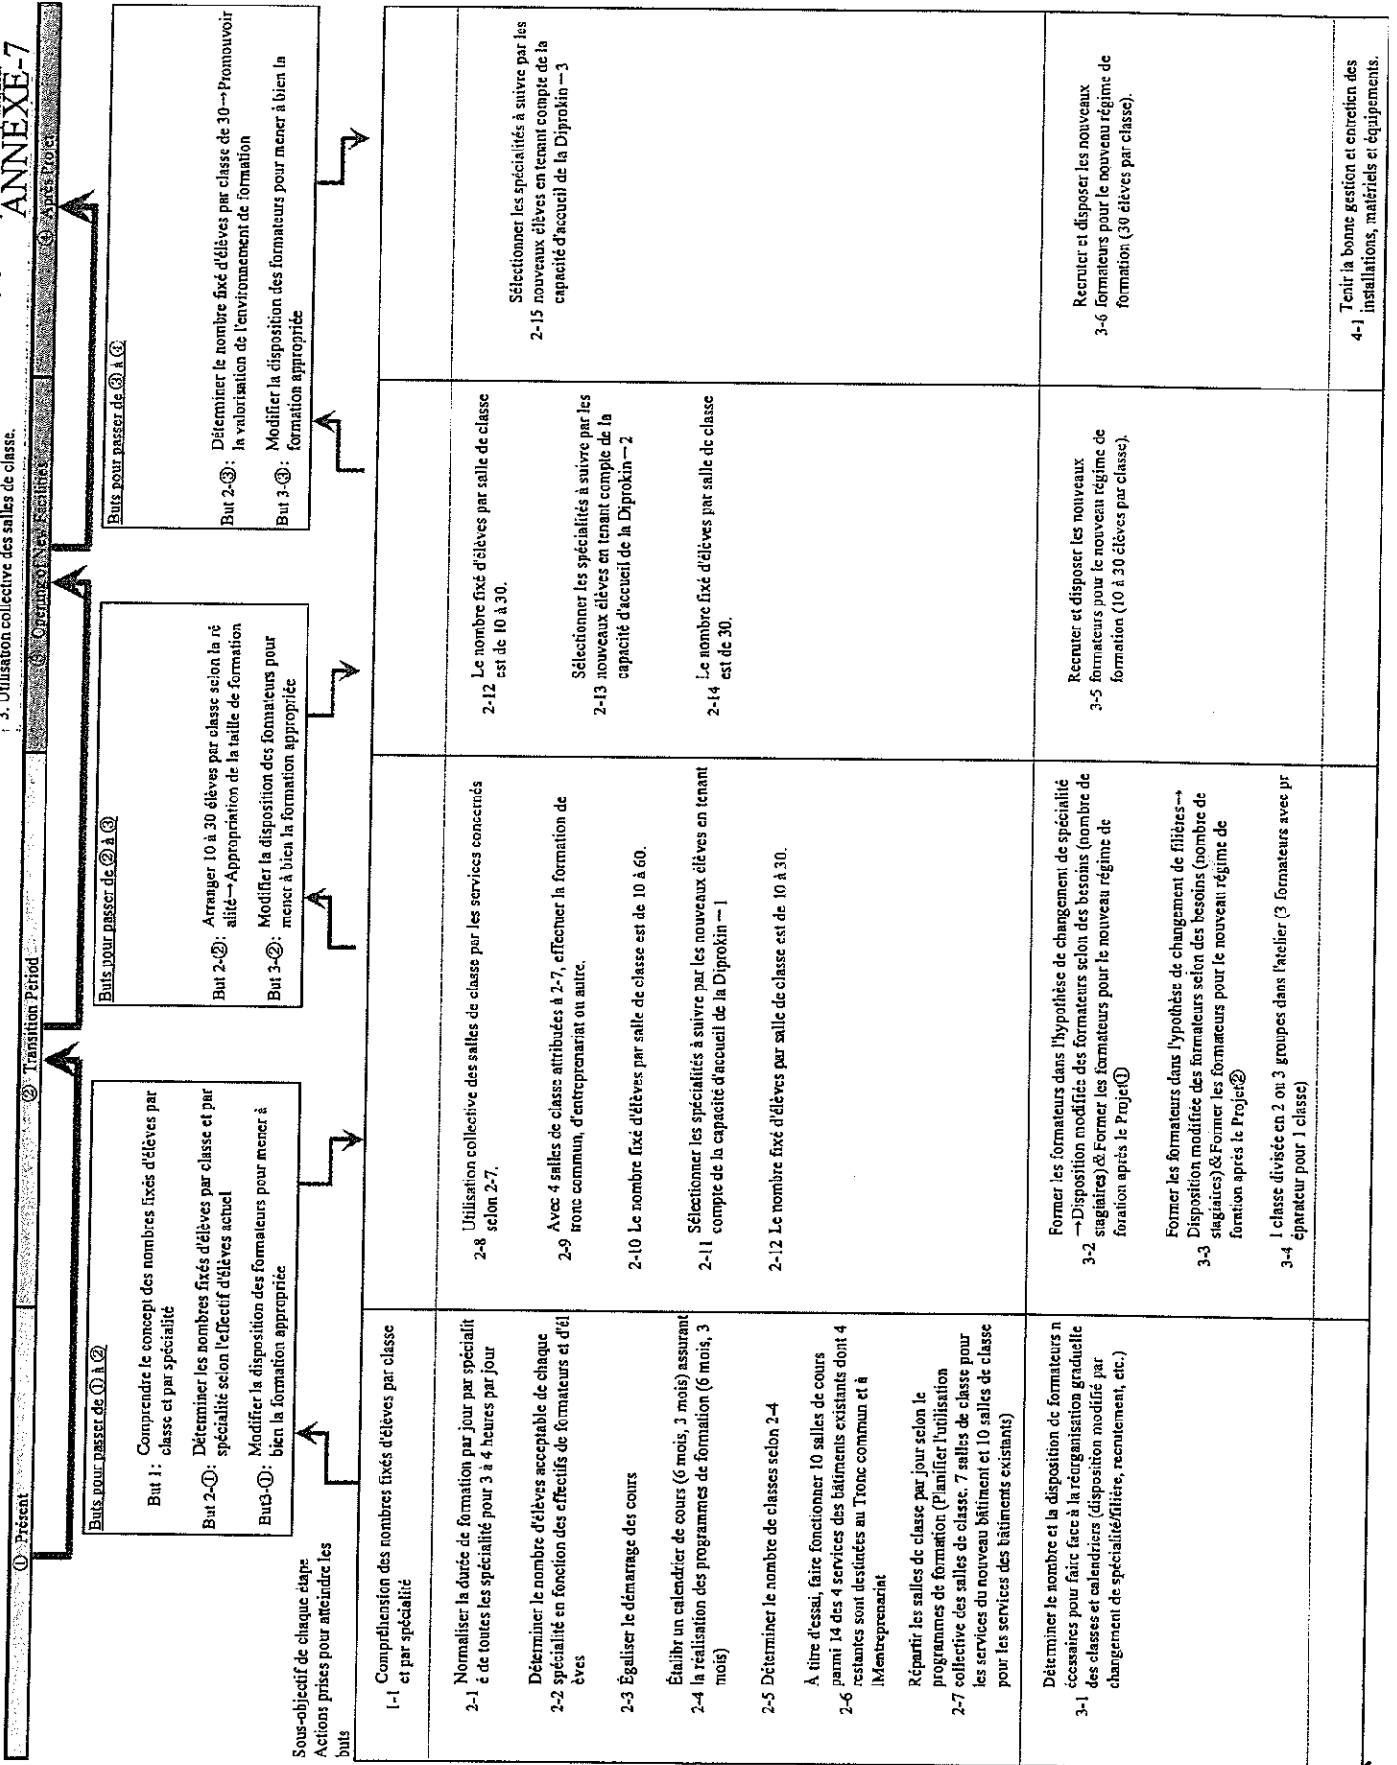 ANNEXE-7
3. Utilisation collective des salles de classe.
① Présent
② Transition Period
③ Opening of New Facilities
④ Après Projet
Buts pour passer de ① à ②
But 1: Comprendre le concept des nombres fixés d'élèves par
classe et par spécialité
But 2-①: Déterminer les nombres fixés d'élèves par classe et par
spécialité selon l'effectif d'élèves actuel
But3-①: Modifier la disposition des formateurs pour mener à
bien la formation appropriée
Buts pour passer de ② à ③
But 2-②: Arranger 10 à 30 élèves par classe selon la ré
alité→Appropriation de la taille de formation
But 3-②: Modifier la disposition des formateurs pour
mener à bien la formation appropriée
Buts pour passer de ③ à ④
But 2-③: Déterminer le nombre fixé d'élèves par classe de 30→Promouvoir
la valorisation de l'environnement de formation
But 3-③: Modifier la disposition des formateurs pour mener à bien la
formation appropriée
Sous-objectif de chaque étape
Actions prises pour atteindre les
buts
1-1 Compréhension des nombres fixés d'élèves par classe
et par spécialité
2-1 Normaliser la durée de formation par jour par spécialit
é de toutes les spécialité pour 3 à 4 heures par jour
Déterminer le nombre d'élèves acceptable de chaque
2-2 spécialité en fonction des effectifs de formateurs et d'él
èves
2-3 Égaliser le démarrage des cours
Étalibr un calendrier de cours (6 mois, 3 mois) assurant
2-4 la réalisation des programmes de formation (6 mois, 3
mois)
2-5 Déterminer le nombre de classes selon 2-4
À titre d'essai, faire fonctionner 10 salles de cours
parmi 14 des 4 services des bâtiments existants dont 4
2-6 restantes sont destinées au Tronc commun et à
lMentreprenariat
Répartir les salles de classe par jour selon le
programmes de formation (Planifier l'utilisation
2-7 collective des salles de classe. 7 salles de classe pour
les services du nouveau bâtiment et 10 salles de classe
pour les services des bâtiments existants)
2-8 Utilisation collective des salles de classe par les services concernés
selon 2-7.
2-9 Avec 4 salles de classe attribuées à 2-7, effectuer la formation de
tronc commun, d'entreprenariat ou autre.
2-10 Le nombre fixé d'élèves par salle de classe est de 10 à 60.
2-11 Sélectionner les spécialités à suivre par les nouveaux élèves en tenant
compte de la capacité d'accueil de la Diprokin—1
2-12 Le nombre fixé d'élèves par salle de classe est de 10 à 30.
2-12 Le nombre fixé d'élèves par salle de classe
est de 10 à 30.
Sélectionner les spécialités à suivre par les
2-13 nouveaux élèves en tenant compte de la
capacité d'accueil de la Diprokin—2
2-14 Le nombre fixé d'élèves par salle de classe
est de 30.
Sélectionner les spécialités à suivre par les
2-15 nouveaux élèves en tenant compte de la
capacité d'accueil de la Diprokin—3
Déterminer le nombre et la disposition de formateurs n
écessaires pour faire face à la réorganisation graduelle
3-1 des classes et calendriers (disposition modifié par
changement de spécialité/filière, recrutement, etc.)
Former les formateurs dans l'hypothèse de changement de spécialité
3-2 →Disposition modifiée des formateurs selon des besoins (nombre de
stagiaires)&Former les formateurs pour le nouveau régime de
foration après le Projet①
Former les formateurs dans l'ypothèse de changement de filières→
3-3 Disposition modifiée des formateurs selon des besoins (nombre de
stagiaires)&Former les formateurs pour le nouveau régime de
foration après le Projet②
3-4 1 classe divisée en 2 ou 3 groupes dans l'atelier (3 formateurs avec pr
éparateur pour 1 classe)
Recruter et disposer les nouveaux
3-5 formateurs pour le nouveau régime de
formation (10 à 30 élèves par classe).
Recruter et disposer les nouveaux
3-6 formateurs pour le nouveau régime de
formation (30 élèves par classe).
4-1 Tenir la bonne gestion et entretien des
installations, matériels et équipements.